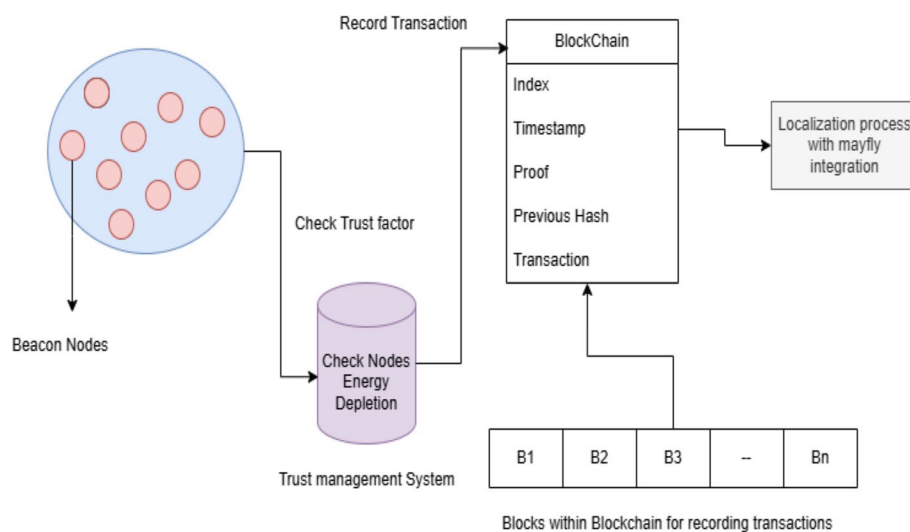 Record Transaction
BlockChain
Index
Timestamp
Proof
Previous Hash
Transaction
Localization process
with mayfly
integration
Check Trust factor
Beacon Nodes
Check Nodes
Energy
Depletion
Trust management System
B1 B2 B3 -- Bn
Blocks within Blockchain for recording transactions